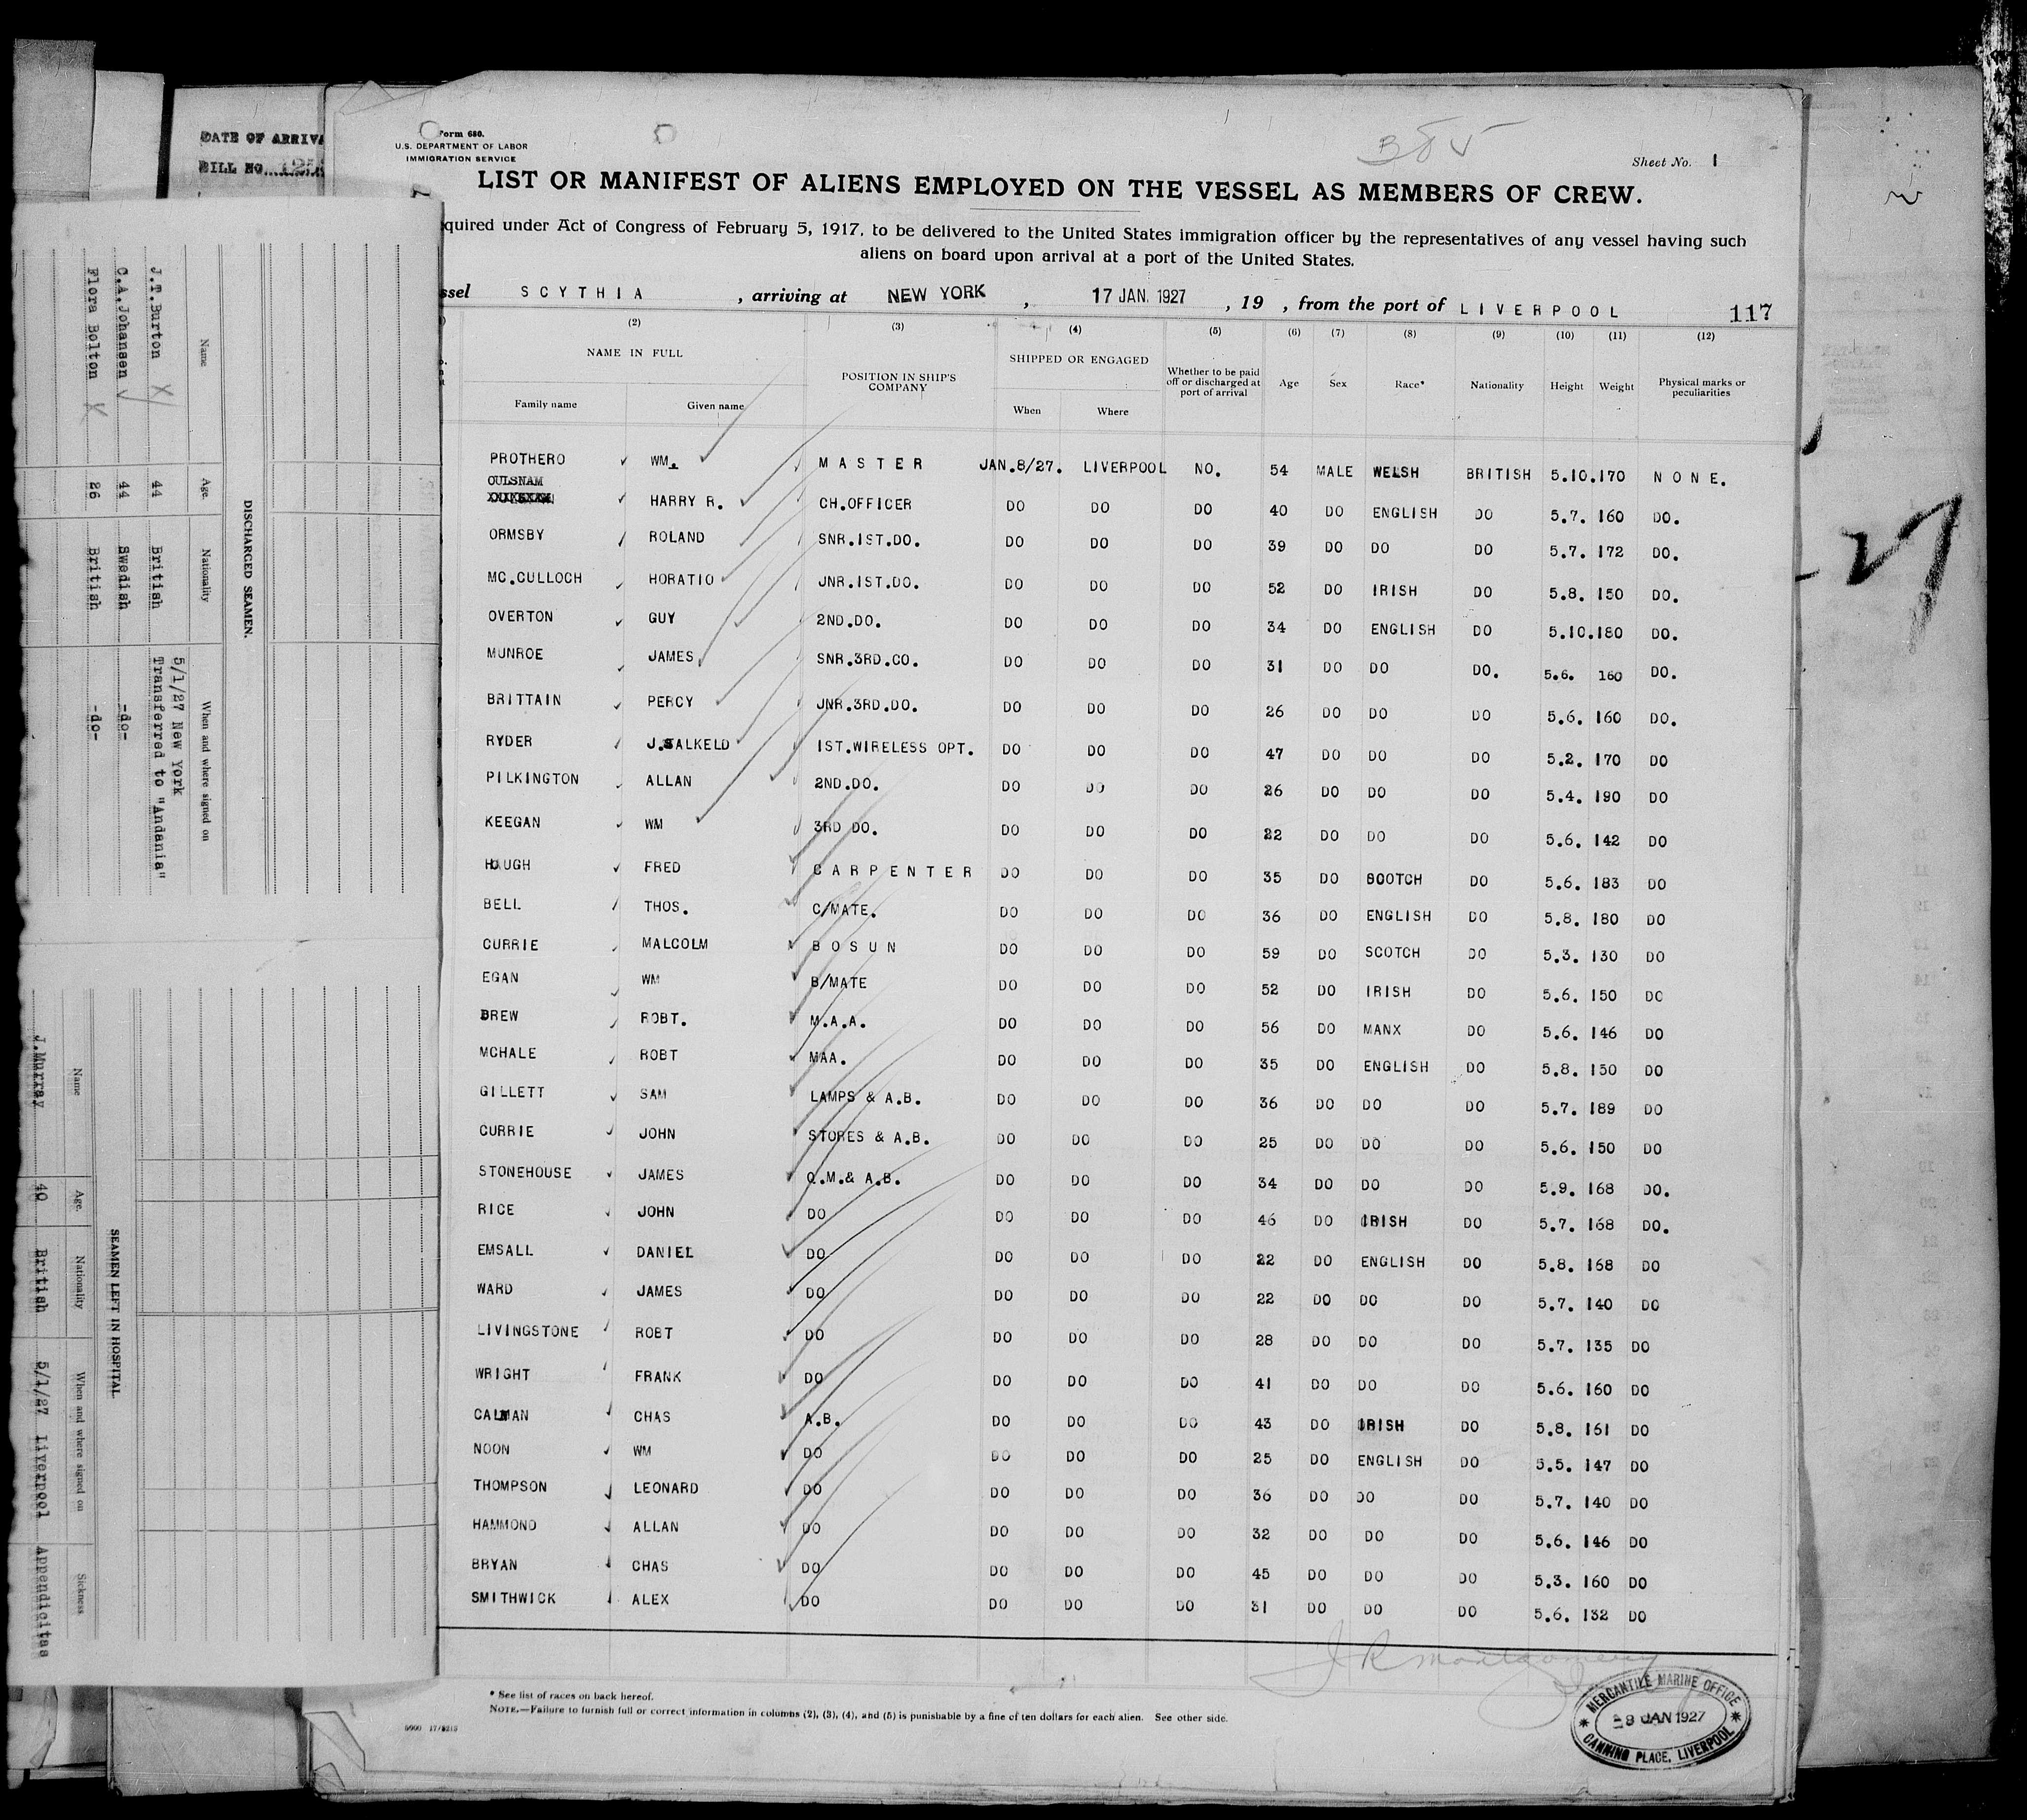 DATE OF ARRIVA
BILL NO.
Form 680.
U.S. DEPARTMENT OF LABOR
IMMIGRATION SERVICE
385
Sheet No. 1
LIST OR MANIFEST OF ALIENS EMPLOYED ON THE VESSEL AS MEMBERS OF CREW.
quired under Act of Congress of February 5, 1917, to be delivered to the United States immigration officer by the representatives of any vessel having such
aliens on board upon arrival at a port of the United States.
ssel SCYTHIA , arriving at NEW YORK , 17 JAN. 1927 , 19 , from the port of LIVERPOOL 117
(2) (3) (4) (5) (6) (7) (8) (9) (10) (11) (12)
NAME IN FULL POSITION IN SHIP'S COMPANY SHIPPED OR ENGAGED Whether to be paid off or discharged at port of arrival Age Sex Race* Nationality Height Weight Physical marks or peculiarities
Family name Given name When Where
PROTHERO WM. MASTER JAN.8/27. LIVERPOOL NO. 54 MALE WELSH BRITISH 5.10. 170 NONE.
OULSNAM HARRY R. CH.OFFICER DO DO DO 40 DO ENGLISH DO 5.7. 160 DO.
ORMSBY ROLAND SNR.1ST.DO. DO DO DO 39 DO DO DO 5.7. 172 DO.
MC.CULLOCH HORATIO JNR.1ST.DO. DO DO DO 52 DO IRISH DO 5.8. 150 DO.
OVERTON GUY 2ND.DO. DO DO DO 34 DO ENGLISH DO 5.10. 180 DO.
MUNROE JAMES SNR.3RD.CO. DO DO DO 31 DO DO DO. 5.6. 160 DO.
BRITTAIN PERCY JNR.3RD.DO. DO DO DO 26 DO DO DO 5.6. 160 DO.
RYDER J.SALKELD 1ST.WIRELESS OPT. DO DO DO 47 DO DO DO 5.2. 170 DO
PILKINGTON ALLAN 2ND.DO. DO DO DO 26 DO DO DO 5.4. 190 DO
KEEGAN WM 3RD DO. DO DO DO 22 DO DO DO 5.6. 142 DO
HAUGH FRED CARPENTER DO DO DO 35 DO SCOTCH DO 5.6. 183 DO
BELL THOS. C/MATE. DO DO DO 36 DO ENGLISH DO 5.8. 180 DO
CURRIE MALCOLM BOSUN DO DO DO 59 DO SCOTCH DO 5.3. 130 DO
EGAN WM B/MATE DO DO DO 52 DO IRISH DO 5.6. 150 DO
BREW ROBT. M.A.A. DO DO DO 56 DO MANX DO 5.6. 146 DO
MCHALE ROBT MAA. DO DO DO 35 DO ENGLISH DO 5.8. 150 DO
GILLETT SAM LAMPS & A.B. DO DO DO 36 DO DO DO 5.7. 189 DO
CURRIE JOHN STORES & A.B. DO DO DO 25 DO DO DO 5.6. 150 DO
STONEHOUSE JAMES Q.M.& A.B. DO DO DO 34 DO DO DO 5.9. 168 DO.
RICE JOHN DO DO DO DO 46 DO IRISH DO 5.7. 168 DO.
EMSALL DANIEL DO DO DO DO 22 DO ENGLISH DO 5.8. 168 DO
WARD JAMES DO DO DO DO 22 DO DO DO 5.7. 140 DO
LIVINGSTONE ROBT DO DO DO DO 28 DO DO DO 5.7. 135 DO
WRIGHT FRANK DO DO DO DO 41 DO DO DO 5.6. 160 DO
CALMAN CHAS A.B. DO DO DO 43 DO IRISH DO 5.8. 161 DO
NOON WM DO DO DO DO 25 DO ENGLISH DO 5.5. 147 DO
THOMPSON LEONARD DO DO DO DO 36 DO DO DO 5.7. 140 DO
HAMMOND ALLAN DO DO DO DO 32 DO DO DO 5.6. 146 DO
BRYAN CHAS DO DO DO DO 45 DO DO DO 5.3. 160 DO
SMITHWICK ALEX DO DO DO DO 31 DO DO DO 5.6. 132 DO
J R Montgomery
* See list of races on back hereof.
NOTE.—Failure to furnish full or correct information in columns (2), (3), (4), and (5) is punishable by a fine of ten dollars for each alien. See other side.
MERCANTILE MARINE OFFICE
8 JAN 1927
CANNING PLACE, LIVERPOOL
27
DISCHARGED SEAMEN.
Name Age. Nationality When and where signed on
5/1/27 New York
J.T.Burton 44 British Transferred to "Andania"
C.A.Johansen 44 Swedish -do-
Flora Bolton 26 British -do-
SEAMEN LEFT IN HOSPITAL
Name Age. Nationality When and where signed on Sickness
J.Murray 40 British 5/1/27 Liverpool Appendicitas